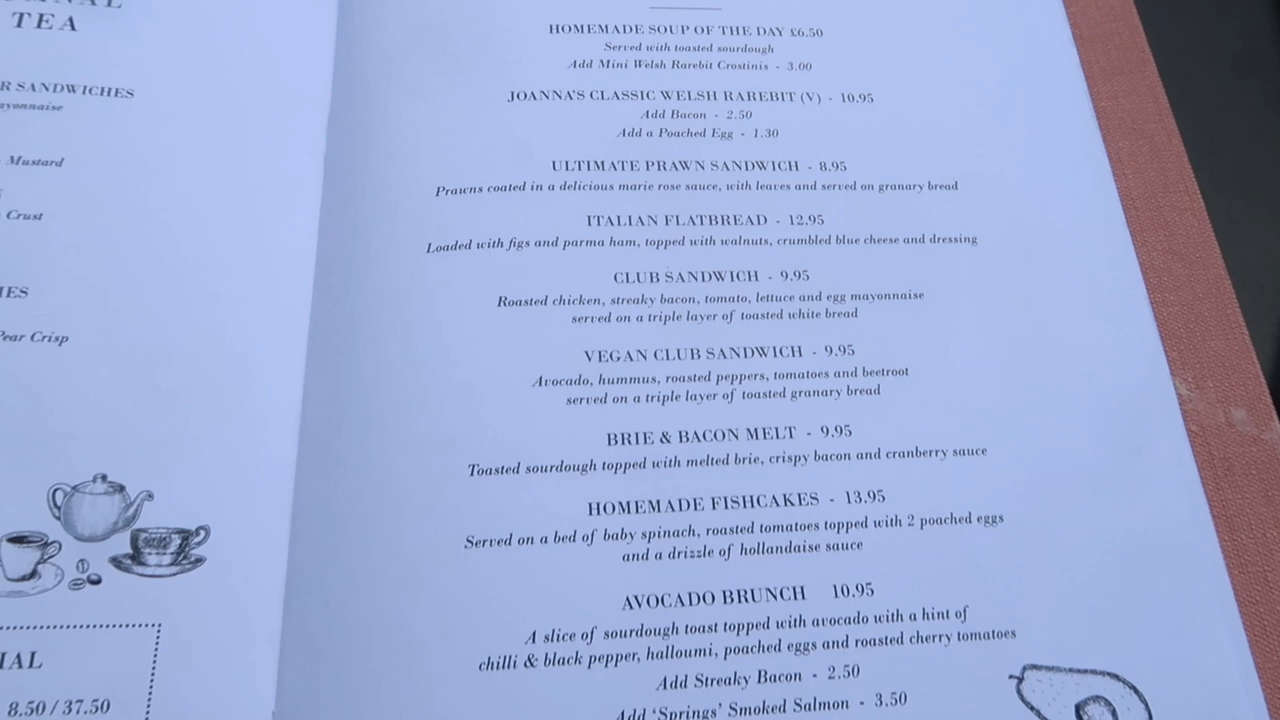 TEA
R SANDWICHES
ayonnaise
Mustard
Crust
IES
Pear Crisp
IAL
8.50 / 37.50
HOMEMADE SOUP OF THE DAY £6.50
Served with toasted sourdough
Add Mini Welsh Rarebit Crostinis - 3.00
JOANNA'S CLASSIC WELSH RAREBIT (V) - 10.95
Add Bacon - 2.50
Add a Poached Egg - 1.30
ULTIMATE PRAWN SANDWICH - 8.95
Prawns coated in a delicious marie rose sauce, with leaves and served on granary bread
ITALIAN FLATBREAD - 12.95
Loaded with figs and parma ham, topped with walnuts, crumbled blue cheese and dressing
CLUB SANDWICH - 9.95
Roasted chicken, streaky bacon, tomato, lettuce and egg mayonnaise
served on a triple layer of toasted white bread
VEGAN CLUB SANDWICH - 9.95
Avocado, hummus, roasted peppers, tomatoes and beetroot
served on a triple layer of toasted granary bread
BRIE & BACON MELT - 9.95
Toasted sourdough topped with melted brie, crispy bacon and cranberry sauce
HOMEMADE FISHCAKES - 13.95
Served on a bed of baby spinach, roasted tomatoes topped with 2 poached eggs
and a drizzle of hollandaise sauce
AVOCADO BRUNCH 10.95
A slice of sourdough toast topped with avocado with a hint of
chilli & black pepper, halloumi, poached eggs and roasted cherry tomatoes
Add Streaky Bacon - 2.50
Add 'Springs' Smoked Salmon - 3.50